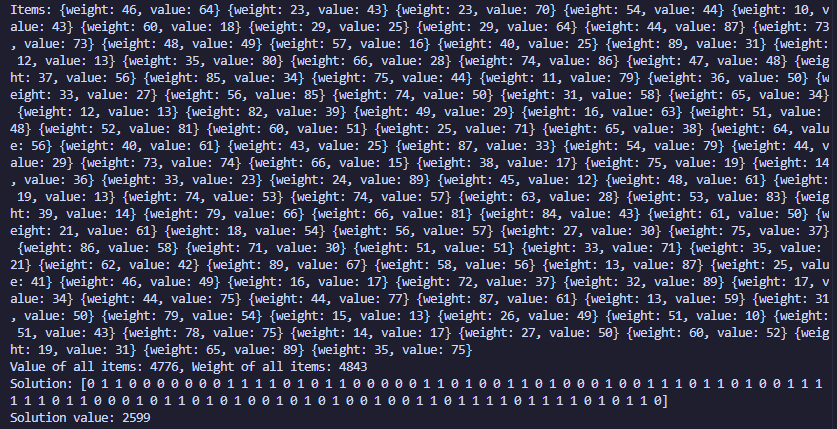 Items: {weight: 46, value: 64} {weight: 23, value: 43} {weight: 23, value: 70} {weight: 54, value: 44} {weight: 10, v
alue: 43} {weight: 60, value: 18} {weight: 29, value: 25} {weight: 29, value: 64} {weight: 44, value: 87} {weight: 73
, value: 73} {weight: 48, value: 49} {weight: 57, value: 16} {weight: 40, value: 25} {weight: 89, value: 31} {weight:
 12, value: 13} {weight: 35, value: 80} {weight: 66, value: 28} {weight: 74, value: 86} {weight: 47, value: 48} {weig
ht: 37, value: 56} {weight: 85, value: 34} {weight: 75, value: 44} {weight: 11, value: 79} {weight: 36, value: 50} {w
eight: 33, value: 27} {weight: 56, value: 85} {weight: 74, value: 50} {weight: 31, value: 58} {weight: 65, value: 34}
 {weight: 12, value: 13} {weight: 82, value: 39} {weight: 49, value: 29} {weight: 16, value: 63} {weight: 51, value:
48} {weight: 52, value: 81} {weight: 60, value: 51} {weight: 25, value: 71} {weight: 65, value: 38} {weight: 64, valu
e: 56} {weight: 40, value: 61} {weight: 43, value: 25} {weight: 87, value: 33} {weight: 54, value: 79} {weight: 44, v
alue: 29} {weight: 73, value: 74} {weight: 66, value: 15} {weight: 38, value: 17} {weight: 75, value: 19} {weight: 14
, value: 36} {weight: 33, value: 23} {weight: 24, value: 89} {weight: 45, value: 12} {weight: 48, value: 61} {weight:
 19, value: 13} {weight: 74, value: 53} {weight: 74, value: 57} {weight: 63, value: 28} {weight: 53, value: 83} {weig
ht: 39, value: 14} {weight: 79, value: 66} {weight: 66, value: 81} {weight: 84, value: 43} {weight: 61, value: 50} {w
eight: 21, value: 61} {weight: 18, value: 54} {weight: 56, value: 57} {weight: 27, value: 30} {weight: 75, value: 37}
 {weight: 86, value: 58} {weight: 71, value: 30} {weight: 51, value: 51} {weight: 33, value: 71} {weight: 35, value:
21} {weight: 62, value: 42} {weight: 89, value: 67} {weight: 58, value: 56} {weight: 13, value: 87} {weight: 25, valu
e: 41} {weight: 46, value: 49} {weight: 16, value: 17} {weight: 72, value: 37} {weight: 32, value: 89} {weight: 17, v
alue: 34} {weight: 44, value: 75} {weight: 44, value: 77} {weight: 87, value: 61} {weight: 13, value: 59} {weight: 31
, value: 50} {weight: 79, value: 54} {weight: 15, value: 13} {weight: 26, value: 49} {weight: 51, value: 10} {weight:
 51, value: 43} {weight: 78, value: 75} {weight: 14, value: 17} {weight: 27, value: 50} {weight: 60, value: 52} {weig
ht: 19, value: 31} {weight: 65, value: 89} {weight: 35, value: 75}
Value of all items: 4776, Weight of all items: 4843
Solution: [0 1 1 0 0 0 0 0 0 0 1 1 1 1 0 1 0 1 1 0 0 0 0 0 1 1 0 1 0 0 1 1 0 1 0 0 0 1 0 0 1 1 1 0 1 1 0 1 0 0 1 1 1
1 1 1 0 1 1 0 0 0 1 0 1 1 0 1 0 1 0 0 1 0 1 0 1 0 0 1 0 0 1 1 0 1 1 1 1 0 1 1 1 1 0 1 0 1 1 0]
Solution value: 2599